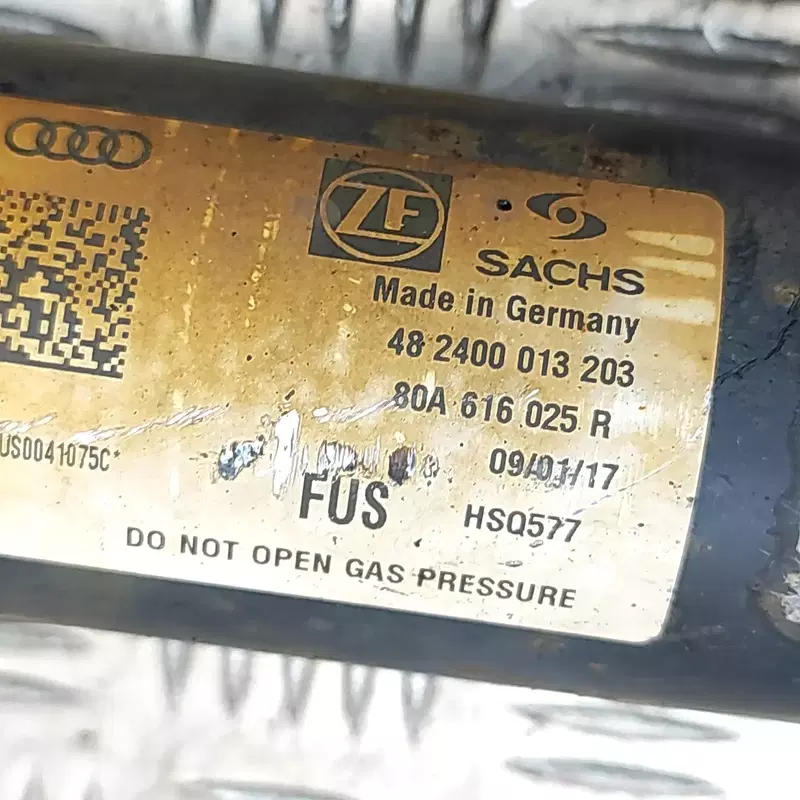 ZF
SACHS
Made in Germany
48 2400 013 203
80A 616 025 R
US0041075C*
09/01/17
FUS
HSQ577
DO NOT OPEN GAS PRESSURE